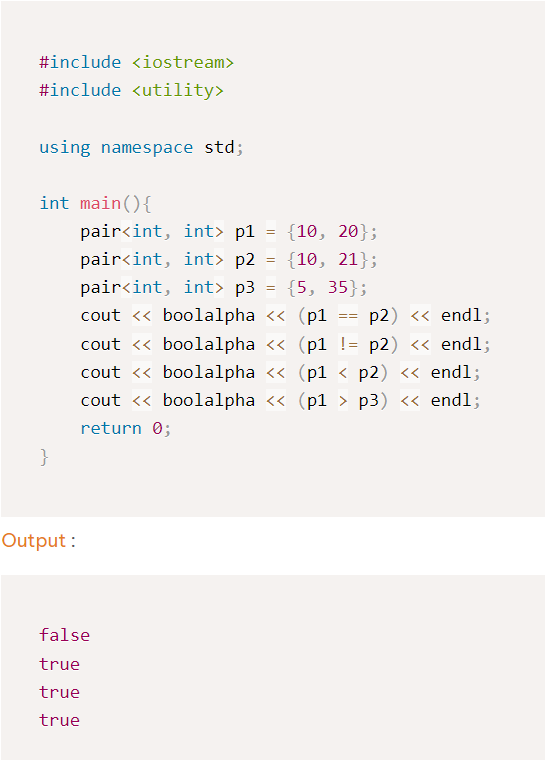 #include <iostream>
#include <utility>
using namespace std;
int main(){
    pair<int, int> p1 = {10, 20};
    pair<int, int> p2 = {10, 21};
    pair<int, int> p3 = {5, 35};
    cout << boolalpha << (p1 == p2) << endl;
    cout << boolalpha << (p1 != p2) << endl;
    cout << boolalpha << (p1 < p2) << endl;
    cout << boolalpha << (p1 > p3) << endl;
    return 0;
}
Output :
false
true
true
true